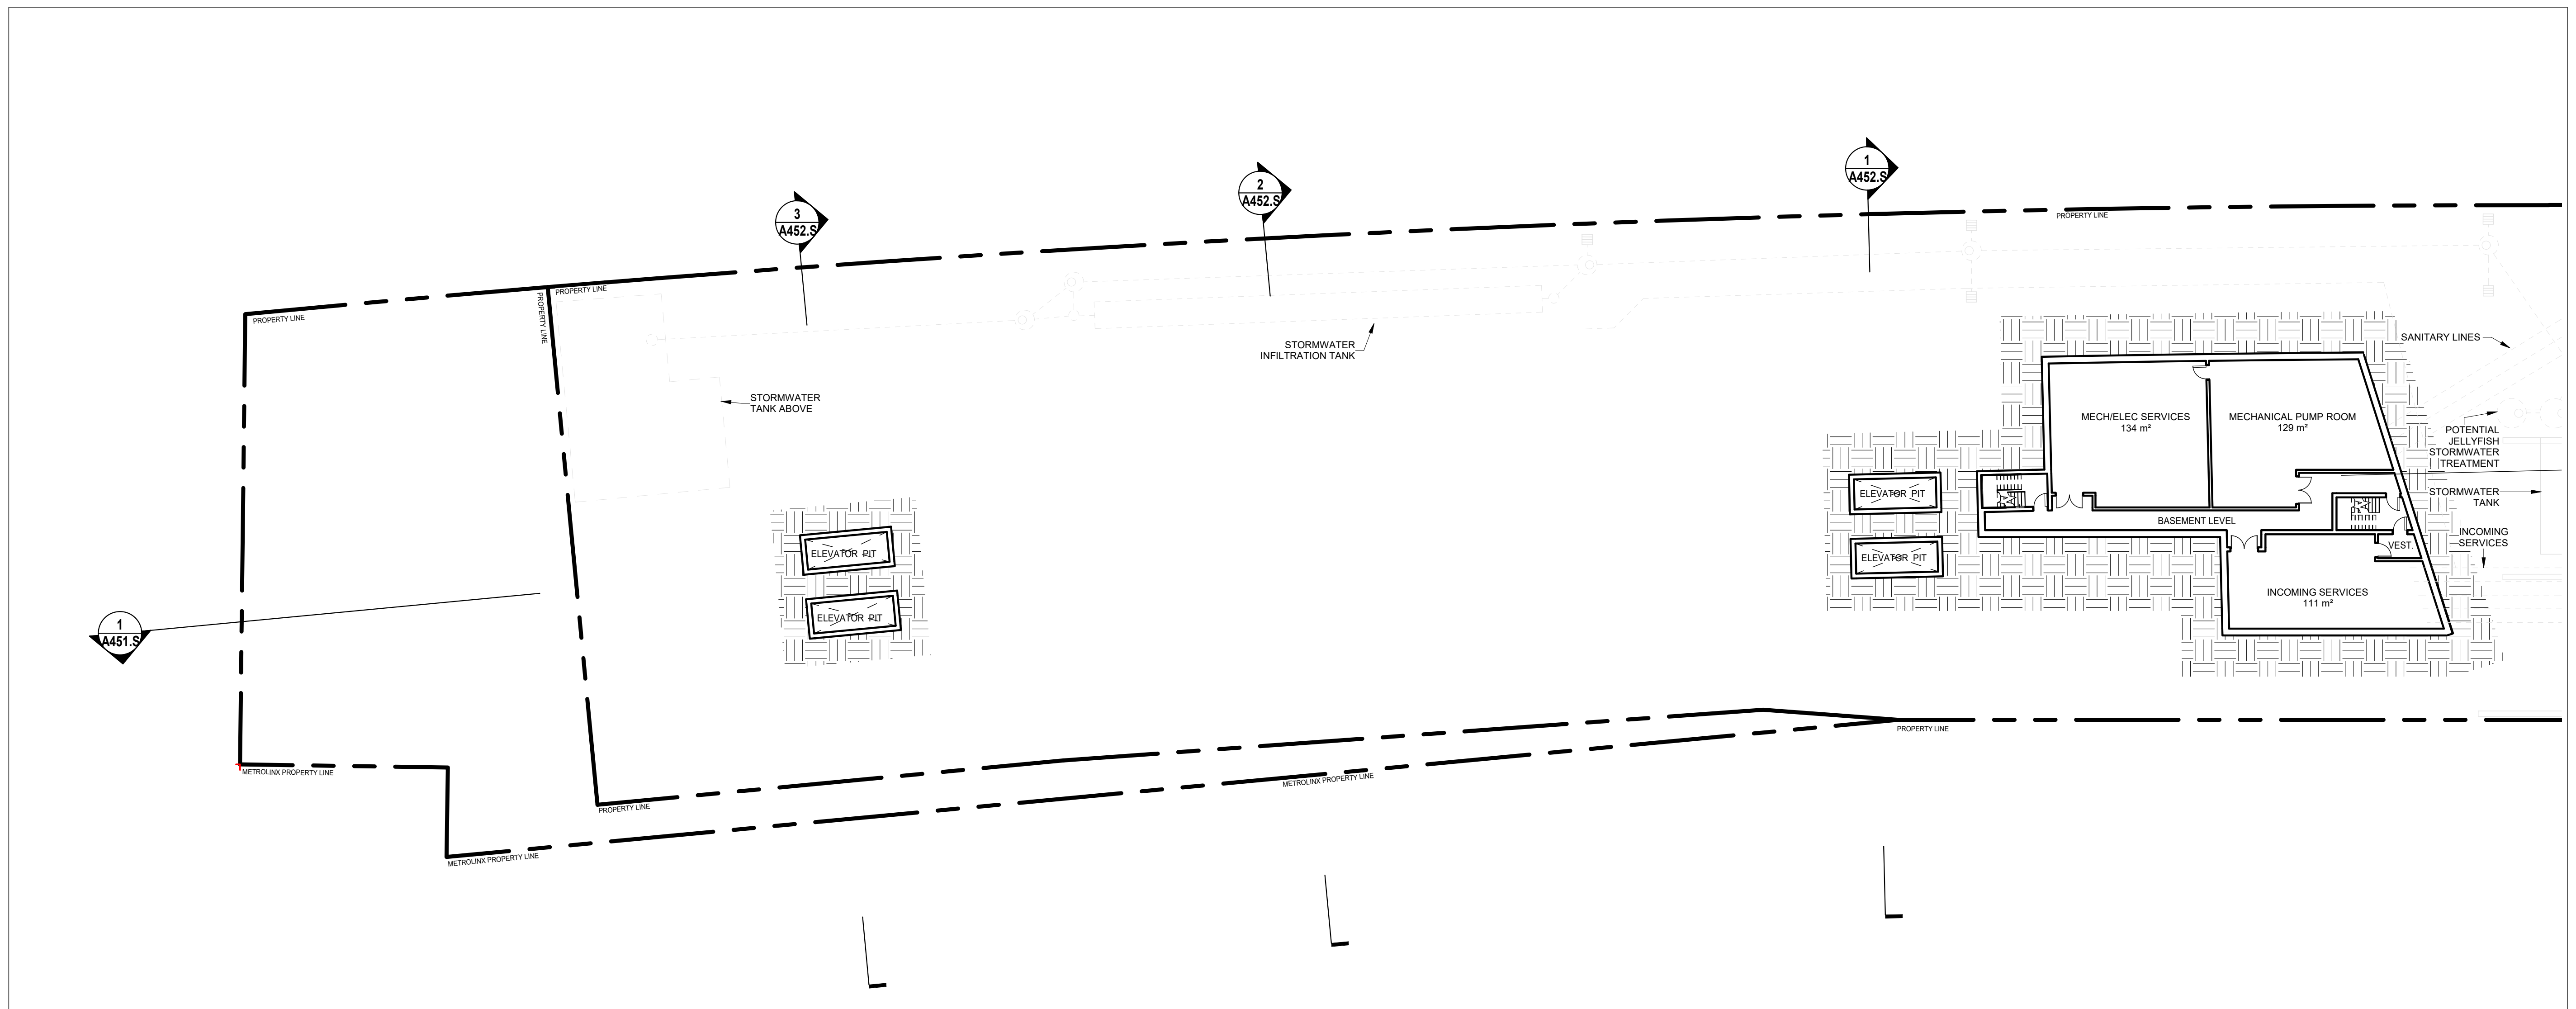 1
A452.S
2
A452.S
3
A452.S
PROPERTY LINE
PROPERTY LINE
PROPERTY LINE
PROPERTY LINE
STORMWATER
INFILTRATION TANK
SANITARY LINES
STORMWATER
TANK ABOVE
MECH/ELEC SERVICES
134 m²
MECHANICAL PUMP ROOM
129 m²
POTENTIAL
JELLYFISH
STORMWATER
TREATMENT
STORMWATER
TANK
ELEVATOR PIT
ELEVATOR PIT
BASEMENT LEVEL
INCOMING
SERVICES
VEST.
ELEVATOR PIT
ELEVATOR PIT
INCOMING SERVICES
111 m²
1
A451.S
PROPERTY LINE
METROLINX PROPERTY LINE
METROLINX PROPERTY LINE
PROPERTY LINE
METROLINX PROPERTY LINE